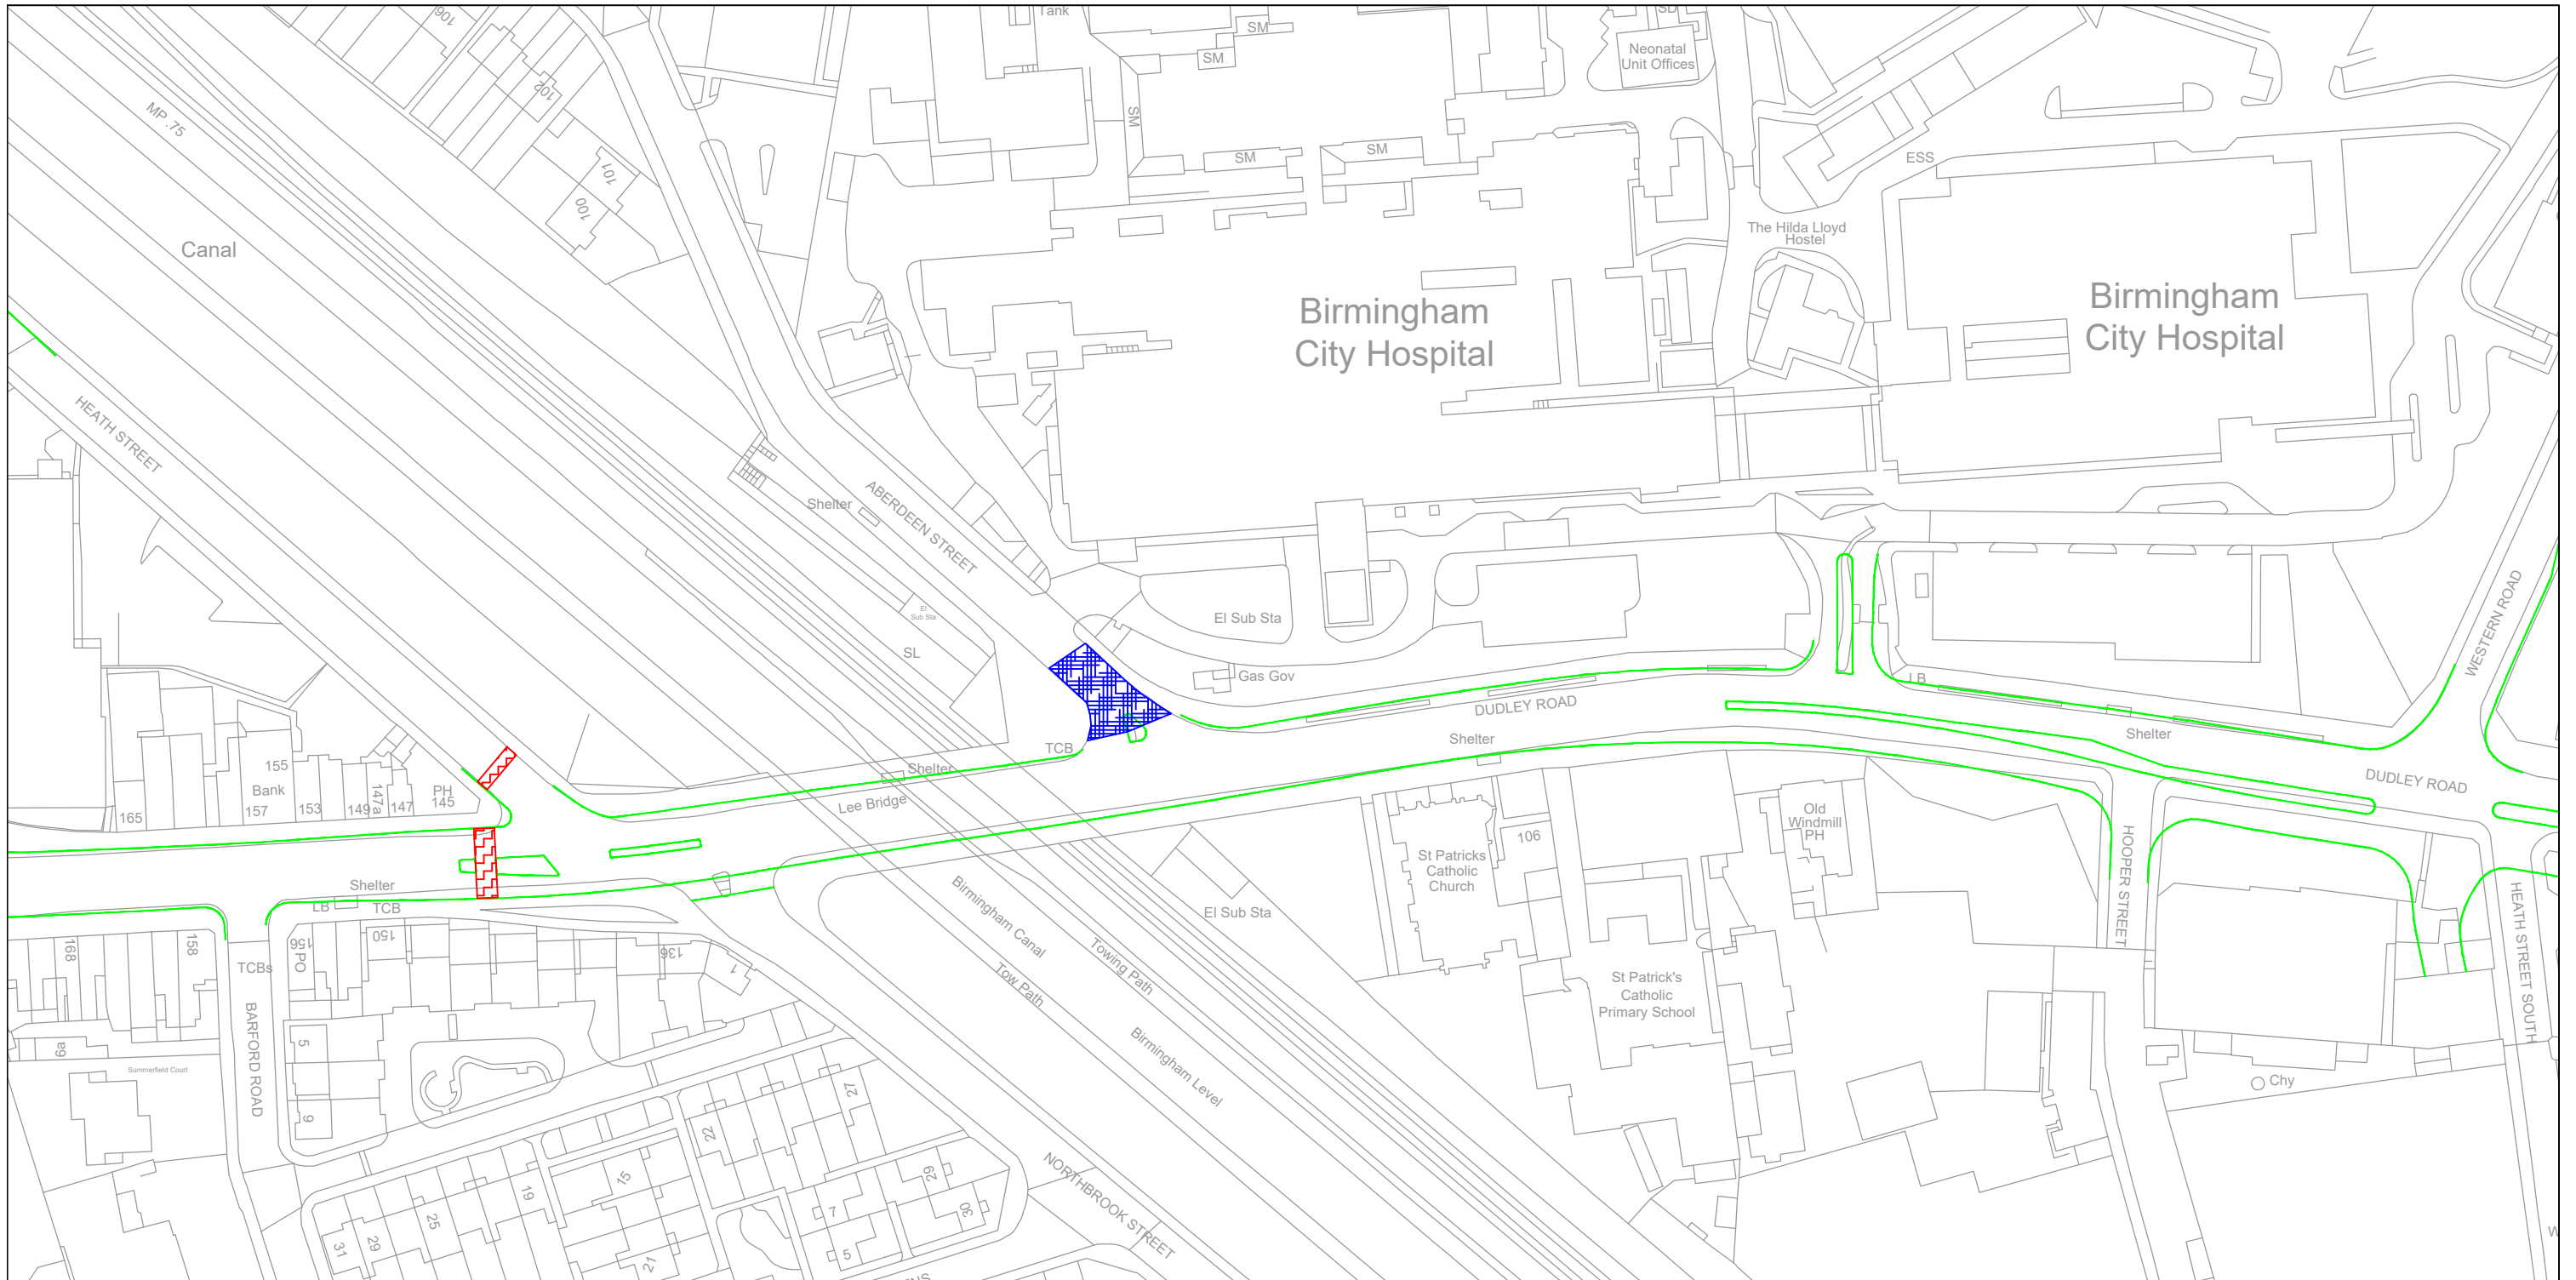 106
Tank
SM
SM
SD
Neonatal
Unit Offices
102
MP .75
SM
SM
SM
ESS
101
100
The Hilda Lloyd
Hostel
Canal
Birmingham
City Hospital
Birmingham
City Hospital
HEATH STREET
Shelter
ABERDEEN STREET
El
Sub Sta
El Sub Sta
WESTERN ROAD
SL
Gas Gov
LB
DUDLEY ROAD
TCB
Shelter
Shelter
Shelter
155
Bank
157
153
149
147a
147
PH
145
165
Lee Bridge
DUDLEY ROAD
Old
Windmill
PH
106
St Patricks
Catholic
Church
HOOPER STREET
Shelter
LB
TCB
El Sub Sta
HEATH STREET SOUTH
168
158
156
PO
150
136
1
TCBs
Birmingham Canal
Tow Path
Towing Path
St Patrick's
Catholic
Primary School
BARFORD ROAD
5
9
6a
Summerfield Court
Birmingham Level
Chy
27
22
15
19
25
29
31
21
7
5
29
30
NORTHBROOK STREET